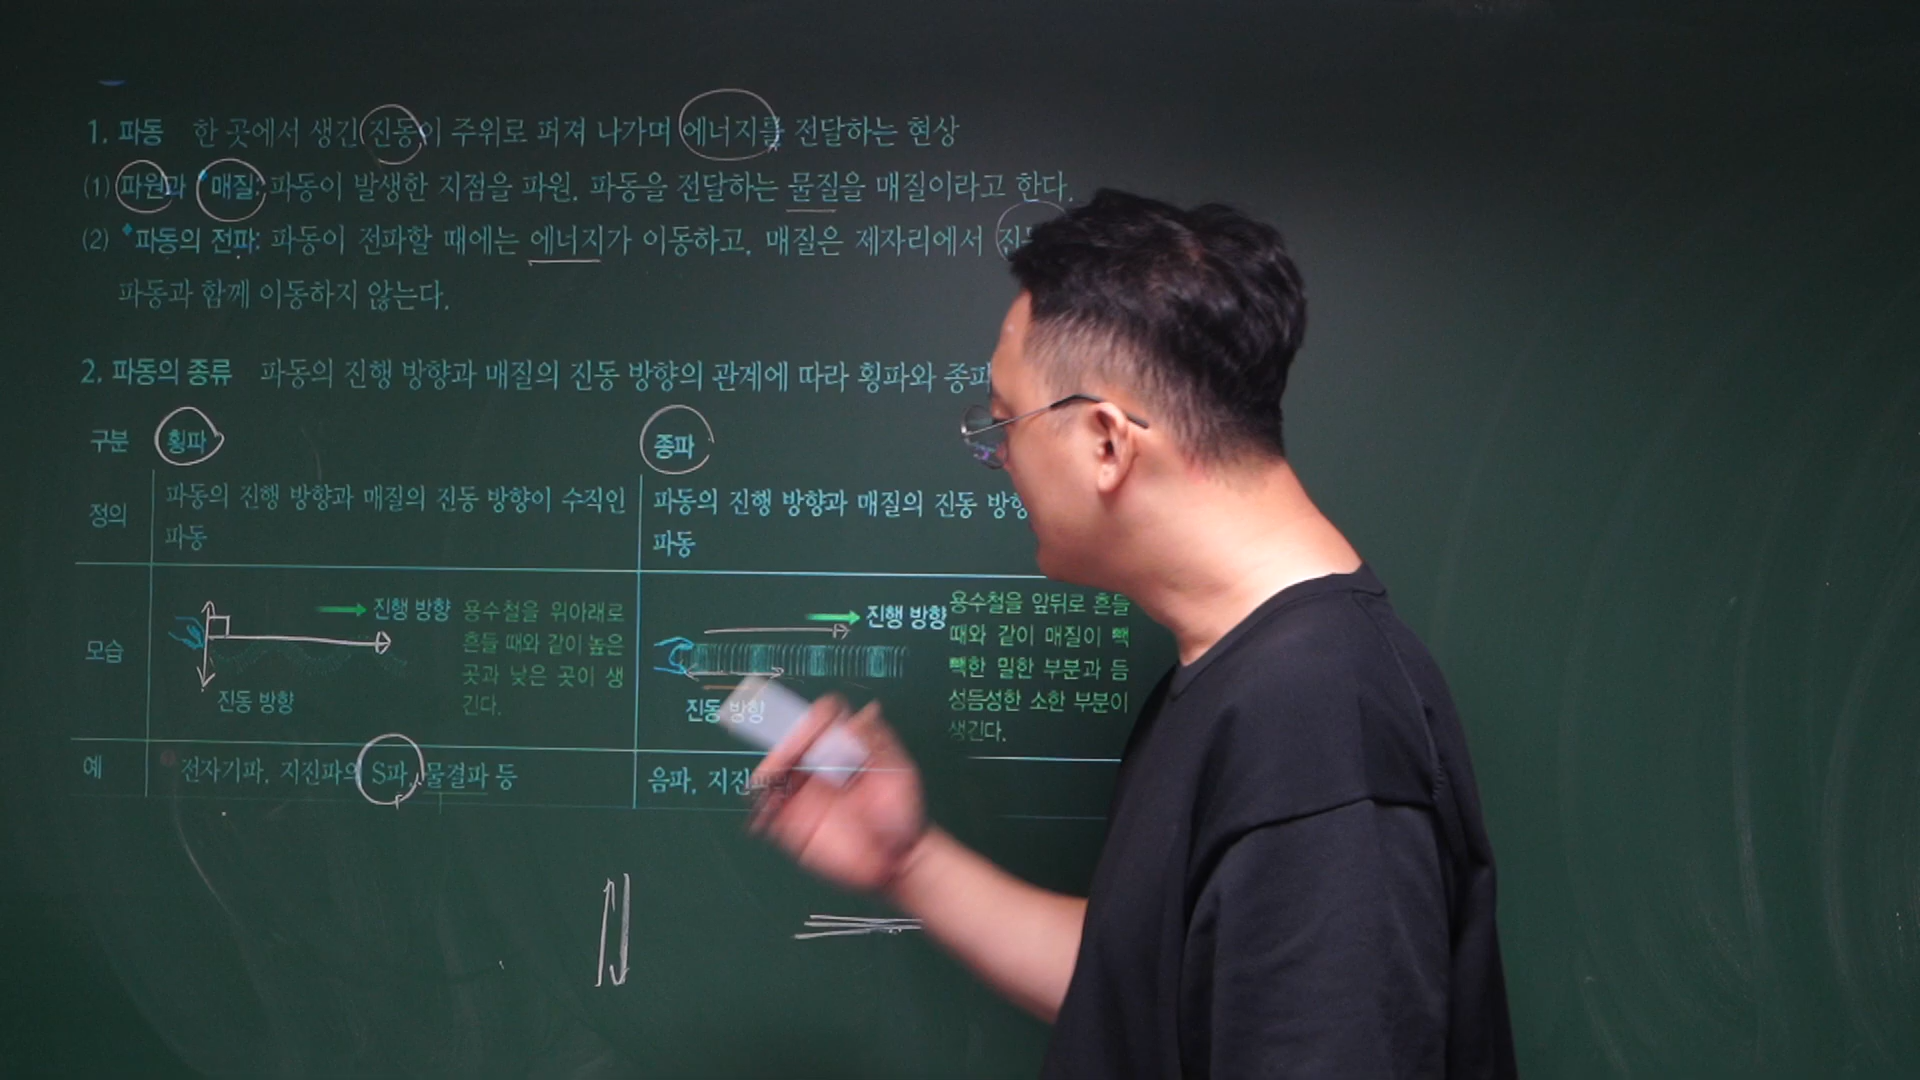 1. 파동 한 곳에서 생긴 진동이 주위로 퍼져 나가며 에너지를 전달하는 현상
(1) 파원과 매질: 파동이 발생한 지점을 파원, 파동을 전달하는 물질을 매질이라고 한다.
(2) 파동의 전파: 파동이 전파할 때에는 에너지가 이동하고, 매질은 제자리에서
파동과 함께 이동하지 않는다.
2. 파동의 종류 파동의 진행 방향과 매질의 진동 방향의 관계에 따라 횡파와 종파
구분 횡파 종파
정의 파동의 진행 방향과 매질의 진동 방향이 수직인 파동
파동의 진행 방향과 매질의 진동 방향
파동
모습
진행 방향
진동 방향
용수철을 위아래로
흔들 때와 같이 높은
곳과 낮은 곳이 생
긴다.
진행 방향
진동 방향
용수철을 앞뒤로 흔들
때와 같이 매질이 빽
빽한 밀한 부분과 듬
성듬성한 소한 부분이
생긴다.
예 전자기파, 지진파의 S파, 물결파 등
음파, 지진파의